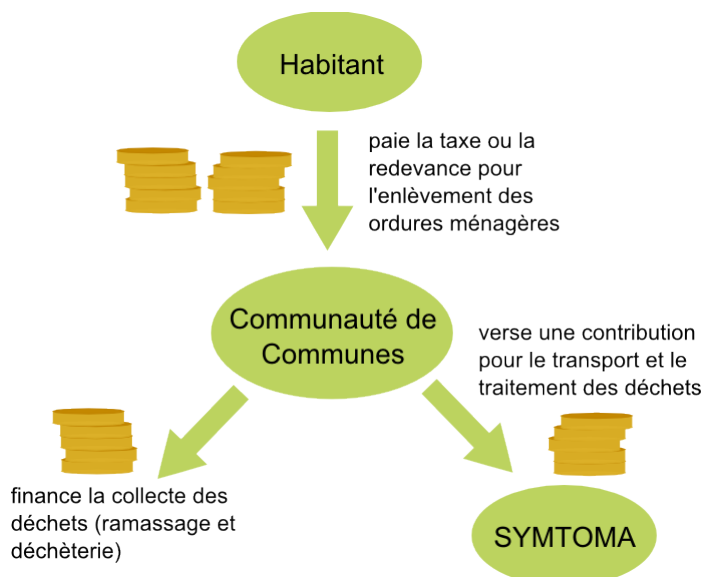 Habitant
paie la taxe ou la
redevance pour
l'enlèvement des
ordures ménagères
Communauté de
Communes
verse une contribution
pour le transport et le
traitement des déchets
finance la collecte des
déchets (ramassage et
déchèterie)
SYMTOMA